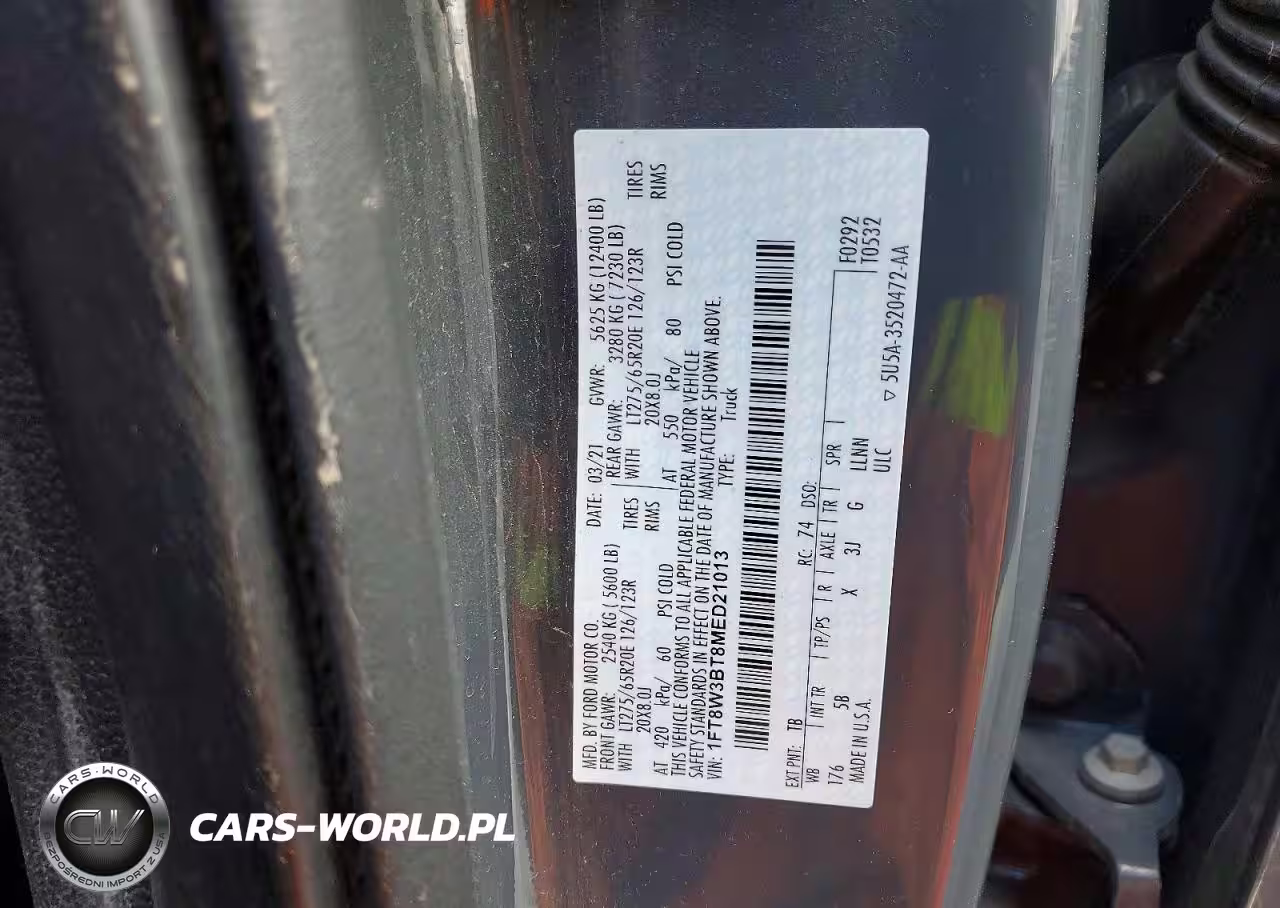 MFD. BY FORD MOTOR CO.
DATE: 03/21 GVWR: 5625 KG (12400 LB)
FRONT GAWR: 2540 KG ( 5600 LB)
REAR GAWR: 3280 KG ( 7230 LB)
WITH LT275/65R20E 126/123R TIRES
WITH LT275/65R20E 126/123R TIRES
20X8.0J RIMS
20X8.0J RIMS
AT 420 kPa/ 60 PSI COLD
AT 550 kPa/ 80 PSI COLD
THIS VEHICLE CONFORMS TO ALL APPLICABLE FEDERAL MOTOR VEHICLE
SAFETY STANDARDS IN EFFECT ON THE DATE OF MANUFACTURE SHOWN ABOVE.
VIN: 1FT8W3BT8MED21013 TYPE: Truck
EXT PNT: TB RC: 74 DSO:
WB INT TR TP/PS R AXLE TR SPR F0292
T0532
176 5B X 3J G LLNN
MADE IN U.S.A. ULC
▽ 5U5A-3520472-AA
CARS-WORLD
CW
BEZPOŚREDNI IMPORT Z USA
CARS-WORLD.PL